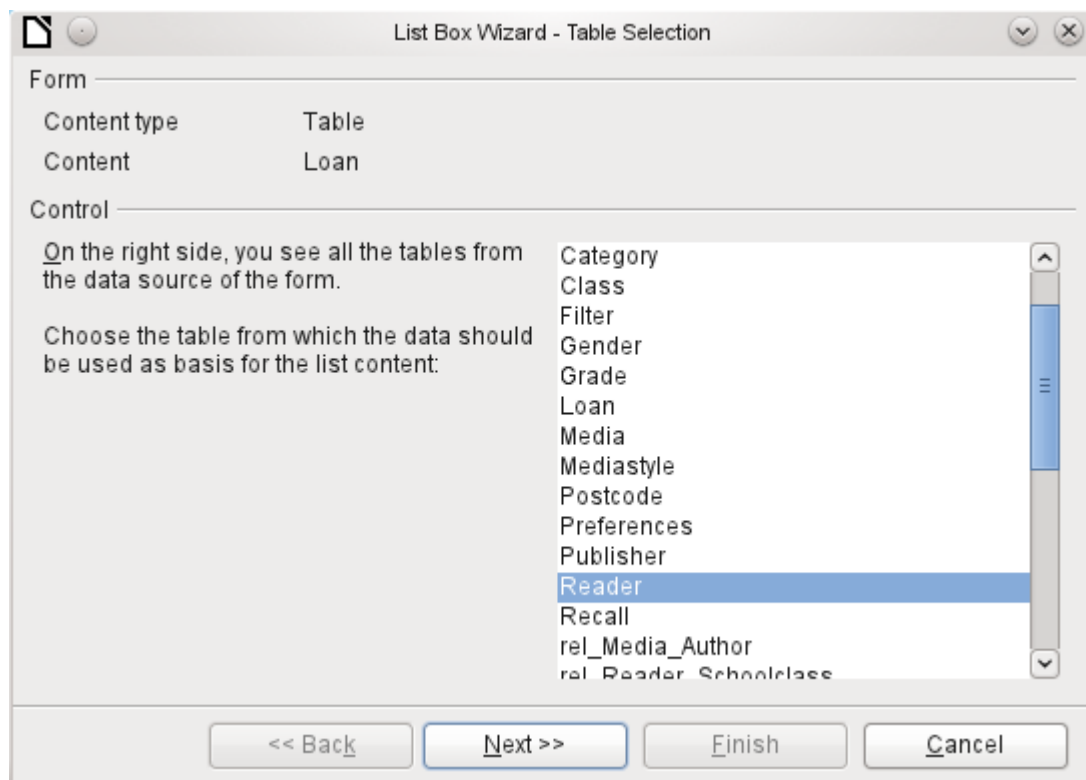 List Box Wizard - Table Selection
Form
Content type Table
Content Loan
Control
On the right side, you see all the tables from
the data source of the form.
Choose the table from which the data should
be used as basis for the list content:
Category
Class
Filter
Gender
Grade
Loan
Media
Mediastyle
Postcode
Preferences
Publisher
Reader
Recall
rel_Media_Author
rel_Reader_Schoolclass
<< Back Next >> Finish Cancel